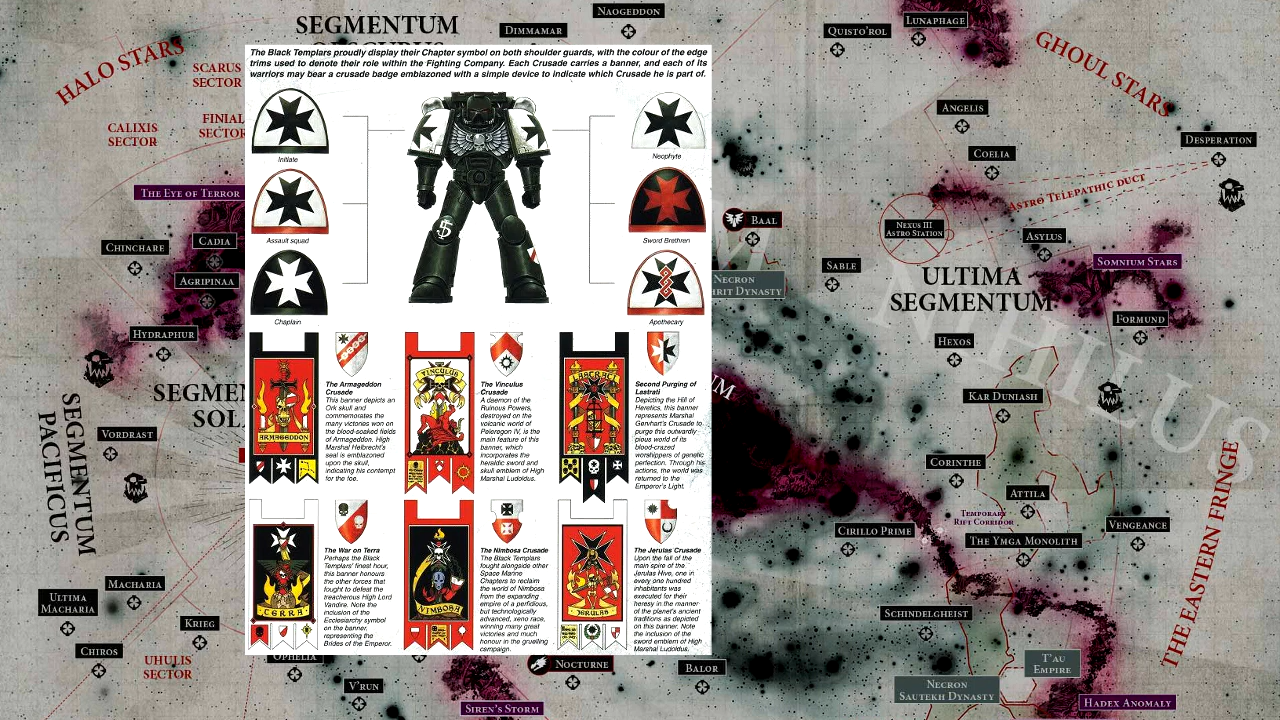 SEGMENTUM
NAOGEDDON
DIMMAMAR
LUNAPHAGE
QUISTO'ROL
HALO STARS
GHOUL STARS
SCARUS
SECTOR
FINIAL
SECTOR
CALIXIS
SECTOR
THE EYE OF TERROR
CADIA
CHINCHARE
AGRIPINAA
HYDRAPHUR
VORDRAST
SEGMENTUM
PACIFICUS
MACHARIA
ULTIMA
MACHARIA
KRIEG
CHIROS
UHULIS
SECTOR
The Black Templars proudly display their Chapter symbol on both shoulder guards, with the colour of the edge
trims used to denote their role within the Fighting Company. Each Crusade carries a banner, and each of its
warriors may bear a crusade badge emblazoned with a simple device to indicate which Crusade he is part of.
Initiate
Neophyte
Assault squad
Sword Brethren
Chaplain
Apothecary
ARMAGEDDON
The Armageddon
Crusade
This banner depicts an
Ork skull and
commemorates the
many victories won on
the blood-soaked fields
of Armageddon. High
Marshal Helbrecht's
seal is emblazoned
upon the skull,
indicating his contempt
for the foe.
VINCULUS
The Vinculus
Crusade
A daemon of the
Ruinous Powers,
destroyed on the
volcanic world of
Peloregon IV, is the
main feature of this
banner, which
incorporates the
heraldic sword and
skull emblem of High
Marshal Ludoldus.
LASTRATI
Second Purging of
Lastrati
Depicting the Hill of
Heretics, this banner
represents Marshal
Gervhart's Crusade to
purge this outwardly-
pious world of its
blood-crazed
worshippers of genetic
perfection. Through his
actions, the world was
returned to the
Emperor's Light.
TERRA
The War on Terra
Perhaps the Black
Templars' finest hour,
this banner honours
the other forces that
fought to defeat the
treacherous High Lord
Vandire. Note the
inclusion of the
Ecclesiarchy symbol
on the banner,
representing the
Brides of the Emperor.
NIMBOSA
The Nimbosa Crusade
The Black Templars
fought alongside other
Space Marine
Chapters to reclaim
the world of Nimbosa
from the expanding
empire of a perfidious,
but technologically
advanced, xeno race,
winning many great
victories and much
honour in the gruelling
campaign.
JERULAS
The Jerulas Crusade
Upon the fall of the
main spire of the
Jerulas Hive, one in
every one hundred
inhabitants was
executed for their
heresy in the manner
of the planet's ancient
traditions as depicted
on this banner. Note
the inclusion of the
sword emblem of High
Marshal Ludoldus.
OPHELIA
V'RUN
SIREN'S STORM
NOCTURNE
BALOR
ANGELIS
COELIA
DESPERATION
ASTRO TELEPATHIC DUCT
NEXUS III
ASTRO STATION
BAAL
SABLE
NECRON
DYNASTY
ASYLUS
SOMNIUM STARS
ULTIMA
SEGMENTUM
FORMUND
HEXOS
KAR DUNIASH
CORINTHE
ATTILA
TEMPORARY
RIFT CORRIDOR
CIRILLO PRIME
THE YMGA MONOLITH
VENGEANCE
THE EASTERN FRINGE
SCHINDELGHEIST
T'AU
EMPIRE
NECRON
SAUTEKH DYNASTY
HADEX ANOMALY